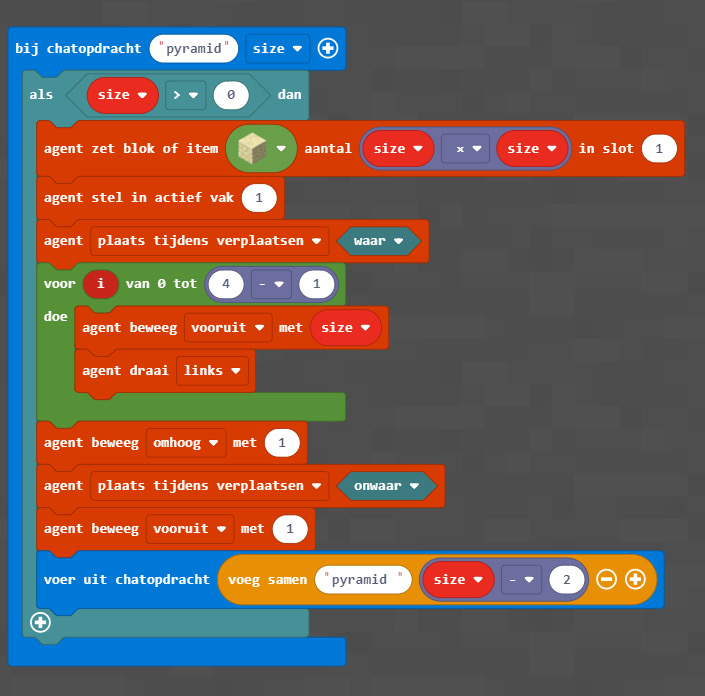 bij chatopdracht "pyramid" size
als size > 0 dan
agent zet blok of item aantal size × size in slot 1
agent stel in actief vak 1
agent plaats tijdens verplaatsen waar
voor i van 0 tot 4 - 1
doe
agent beweeg vooruit met size
agent draai links
agent beweeg omhoog met 1
agent plaats tijdens verplaatsen onwaar
agent beweeg vooruit met 1
voer uit chatopdracht voeg samen "pyramid " size - 2